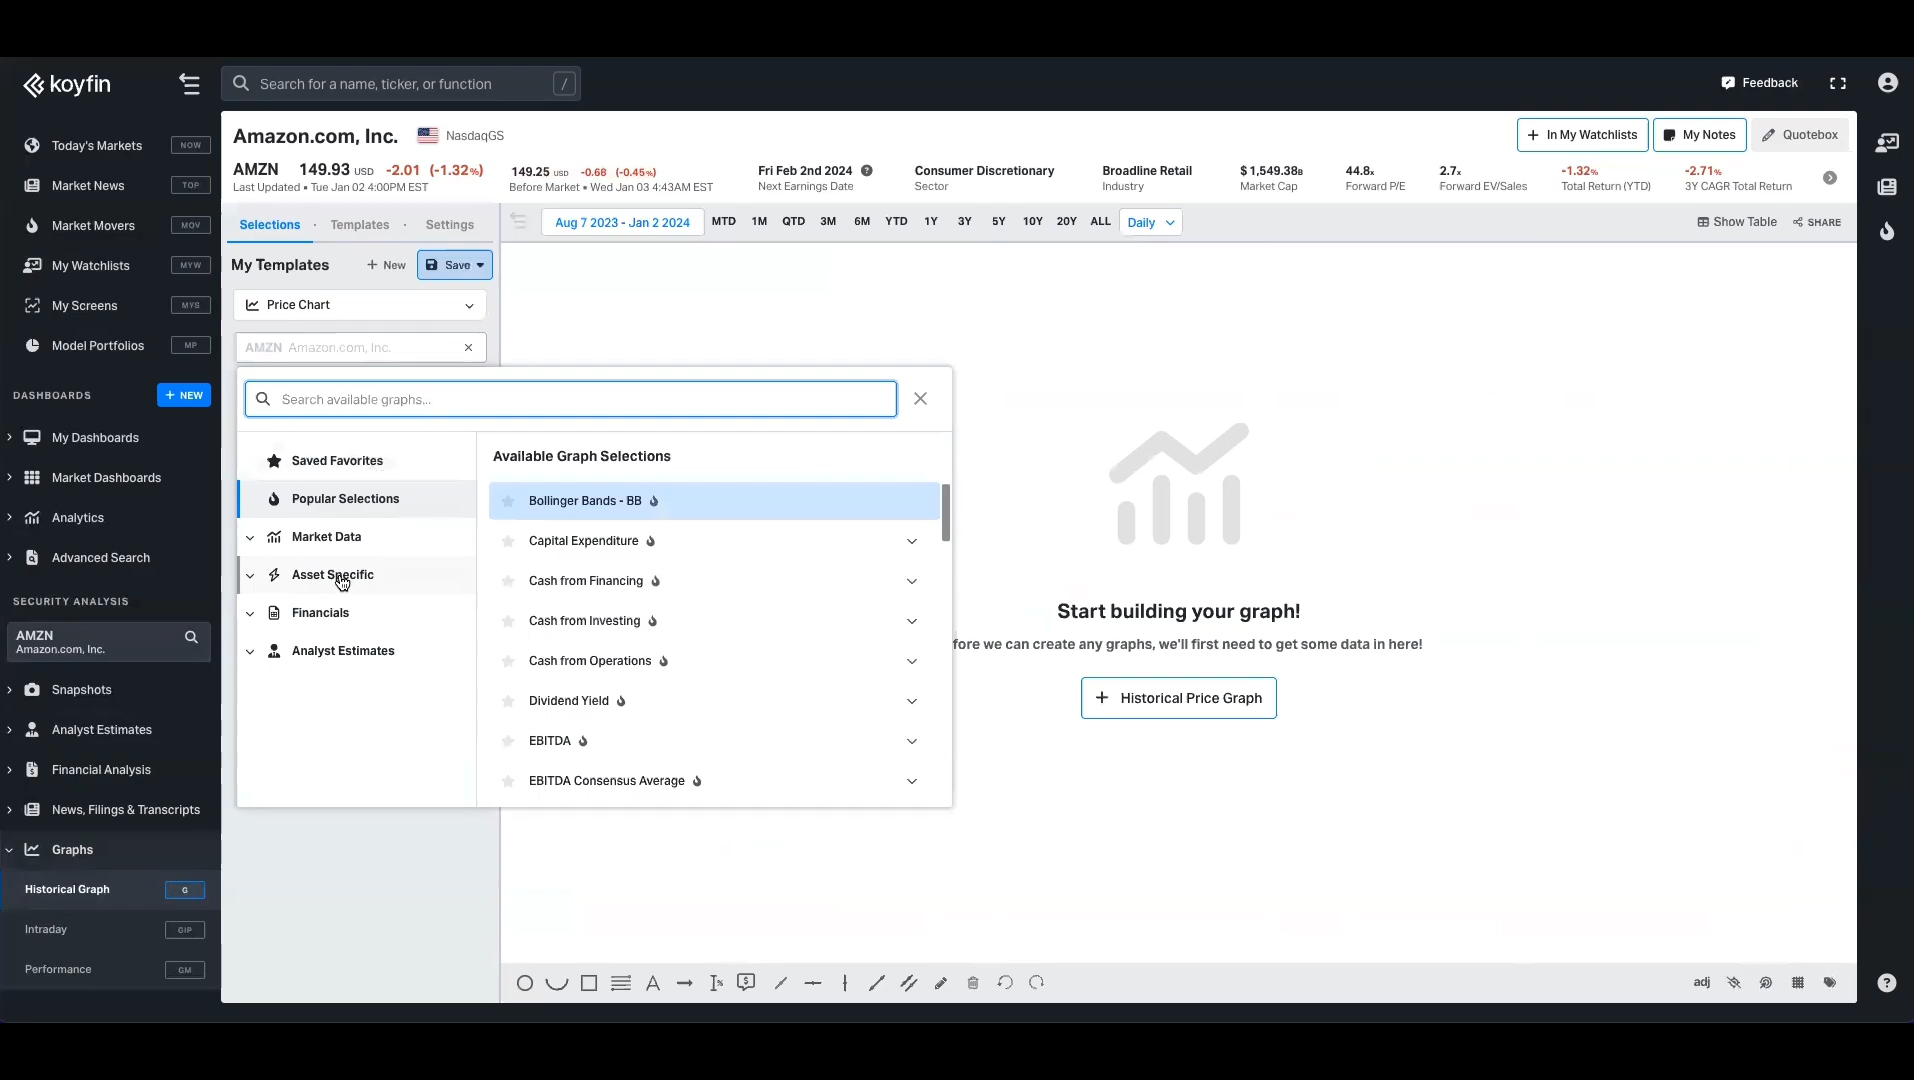 koyfin
Search for a name, ticker, or function /
Feedback
Today's Markets NOW
Market News TOP
Market Movers MOV
My Watchlists MYW
My Screens MYS
Model Portfolios MP
DASHBOARDS + NEW
My Dashboards
Market Dashboards
Analytics
Advanced Search
SECURITY ANALYSIS
AMZN
Amazon.com, Inc.
Snapshots
Analyst Estimates
Financial Analysis
News, Filings & Transcripts
Graphs
Historical Graph G
Intraday GIP
Performance GM
Amazon.com, Inc. NasdaqGS
+ In My Watchlists My Notes Quotebox
AMZN 149.93 USD -2.01 (-1.32%)
Last Updated • Tue Jan 02 4:00PM EST
149.25 USD -0.68 (-0.45%)
Before Market • Wed Jan 03 4:43AM EST
Fri Feb 2nd 2024 ?
Next Earnings Date
Consumer Discretionary
Sector
Broadline Retail
Industry
$1,549.38B
Market Cap
44.8x
Forward P/E
2.7x
Forward EV/Sales
-1.32%
Total Return (YTD)
-2.71%
3Y CAGR Total Return
Selections · Templates · Settings
Aug 7 2023 - Jan 2 2024 MTD 1M QTD 3M 6M YTD 1Y 3Y 5Y 10Y 20Y ALL Daily
Show Table SHARE
My Templates + New Save
Price Chart
AMZN Amazon.com, Inc.
Search available graphs...
Saved Favorites
Popular Selections
Market Data
Asset Specific
Financials
Analyst Estimates
Available Graph Selections
Bollinger Bands - BB
Capital Expenditure
Cash from Financing
Cash from Investing
Cash from Operations
Dividend Yield
EBITDA
EBITDA Consensus Average
Start building your graph!
fore we can create any graphs, we'll first need to get some data in here!
+ Historical Price Graph
adj
?